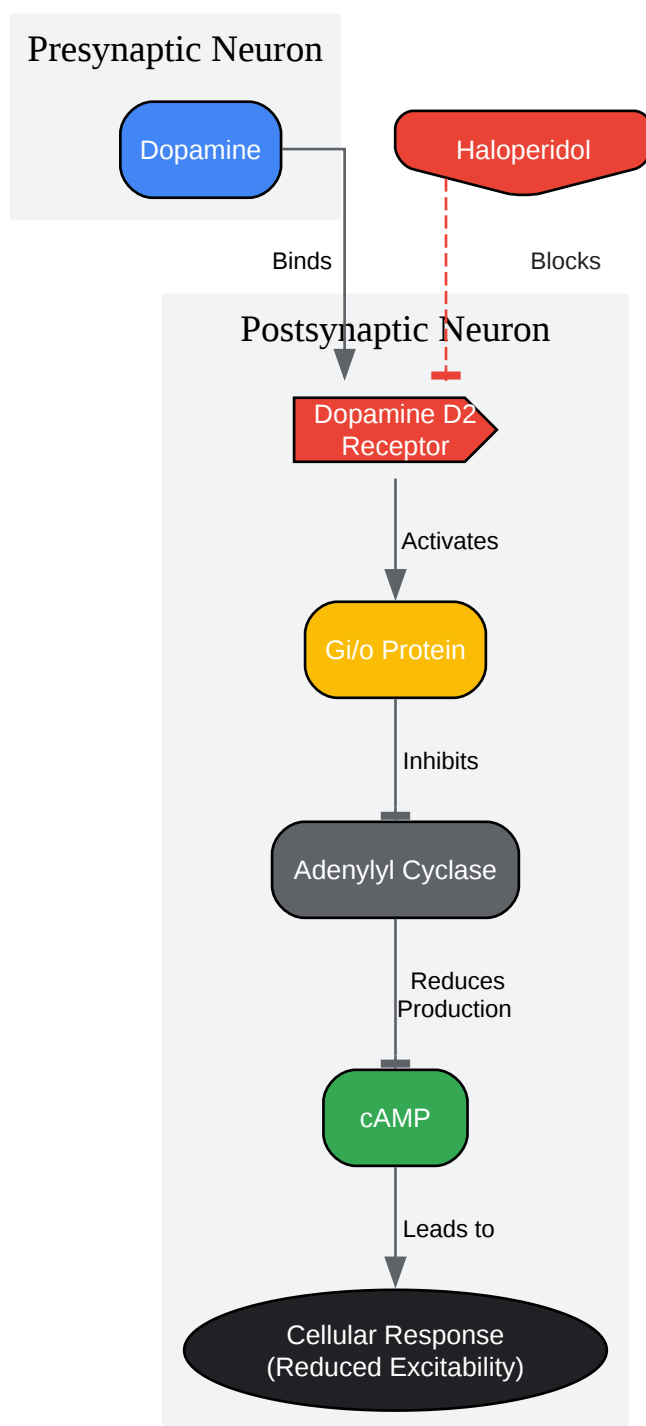 Presynaptic Neuron
Dopamine
Haloperidol
Binds
Blocks
Postsynaptic Neuron
Dopamine D2
Receptor
Activates
Gi/o Protein
Inhibits
Adenylyl Cyclase
Reduces
Production
cAMP
Leads to
Cellular Response
(Reduced Excitability)